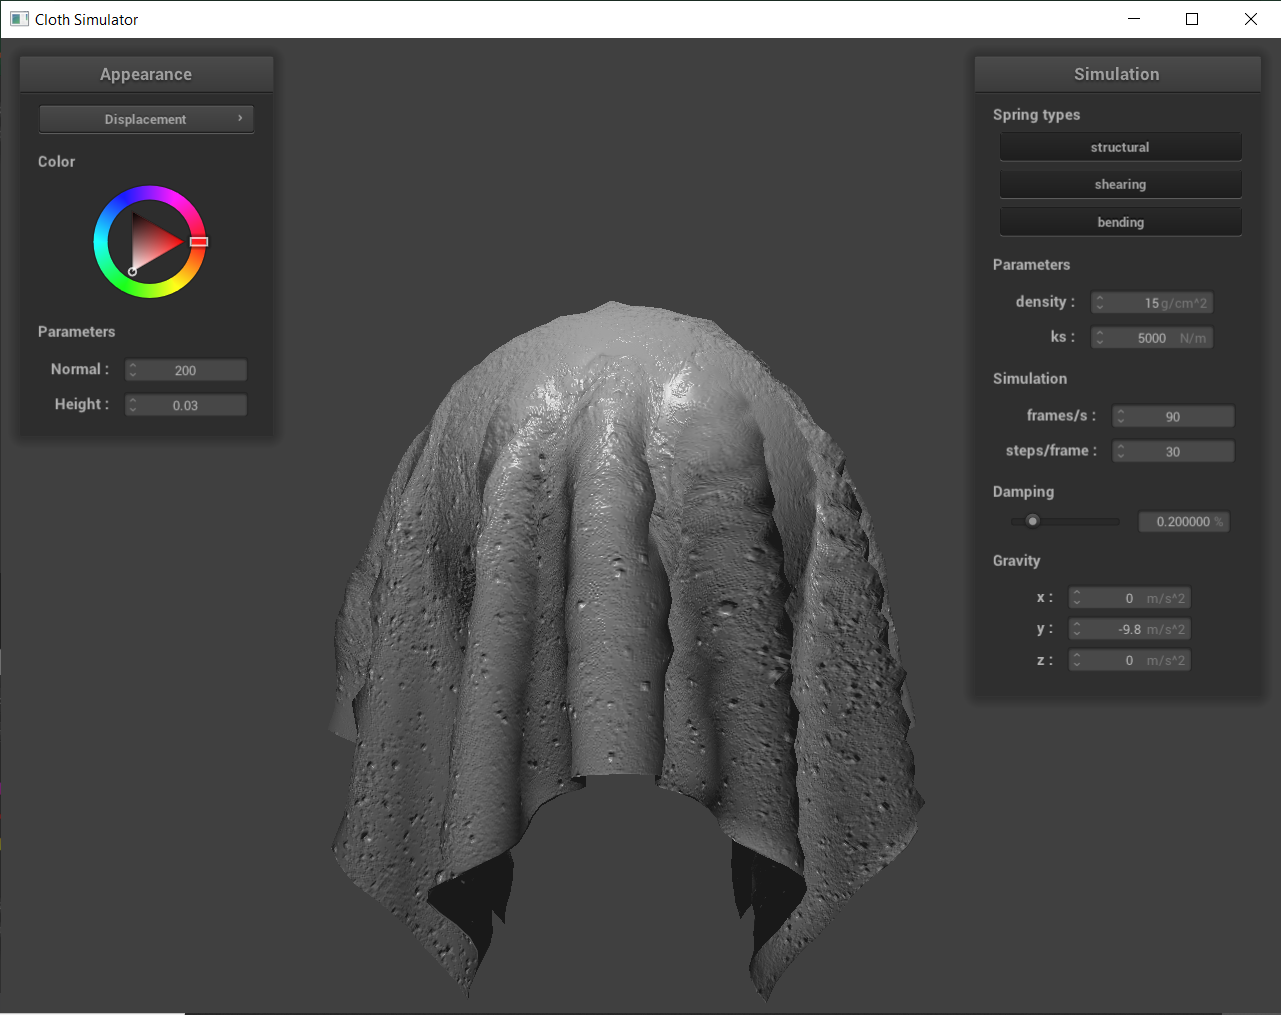 Cloth Simulator
Appearance
Displacement
Color
Parameters
Normal : 200
Height : 0.03
Simulation
Spring types
structural
shearing
bending
Parameters
density : 15 g/cm^2
ks : 5000 N/m
Simulation
frames/s : 90
steps/frame : 30
Damping
0.200000 %
Gravity
x : 0 m/s^2
y : -9.8 m/s^2
z : 0 m/s^2